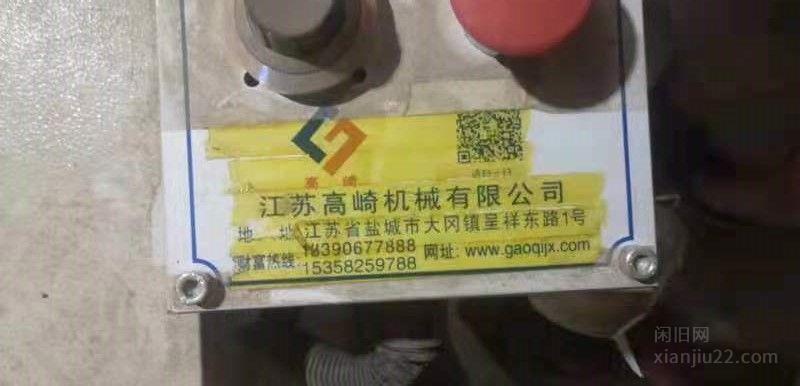 高崎
江苏高崎机械有限公司
地 址:江苏省盐城市大冈镇呈祥东路1号
财富热线:18390677888 网址: www.gaoqijx.com
15358259788
闲旧网
xianjiu22.com